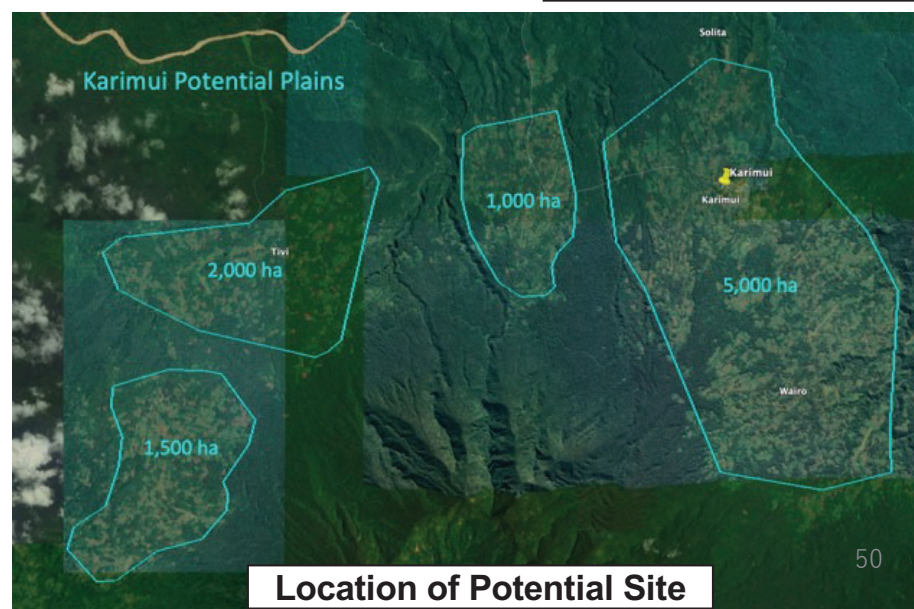 Solita
Karimui Potential Plains
Karimui
Karimui
1,000 ha
Tivi
2,000 ha
5,000 ha
Wairo
1,500 ha
50
Location of Potential Site